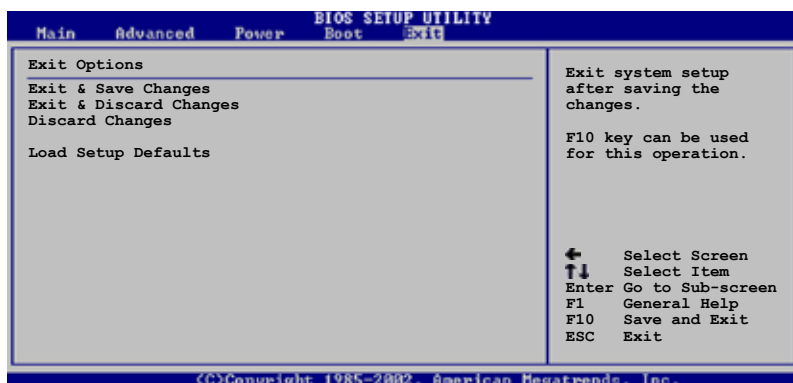 BIOS SETUP UTILITY
Main Advanced Power Boot Exit
Exit Options
Exit & Save Changes
Exit & Discard Changes
Discard Changes
Load Setup Defaults
Exit system setup
after saving the
changes.
F10 key can be used
for this operation.
← Select Screen
↑↓ Select Item
Enter Go to Sub-screen
F1 General Help
F10 Save and Exit
ESC Exit
(C)Copyright 1985-2002, American Megatrends, Inc.